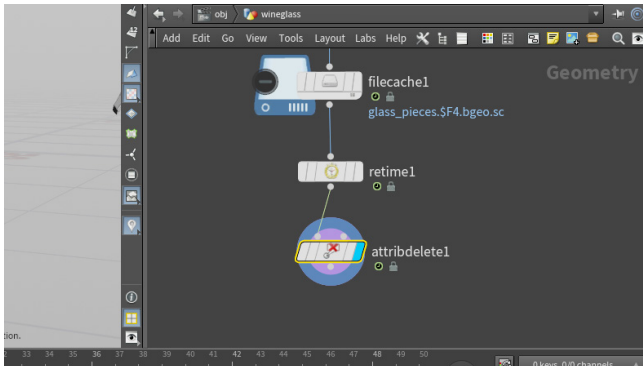 obj wineglass
Add Edit Go View Tools Layout Labs Help
Geometry
filecache1
glass_pieces.$F4.bgeo.sc
retime1
attribdelete1
tion.
33 34 35 36 37 38 39 40 41 42 43 44 45 46 47 48 49 50
0 keys, 0/0 channels